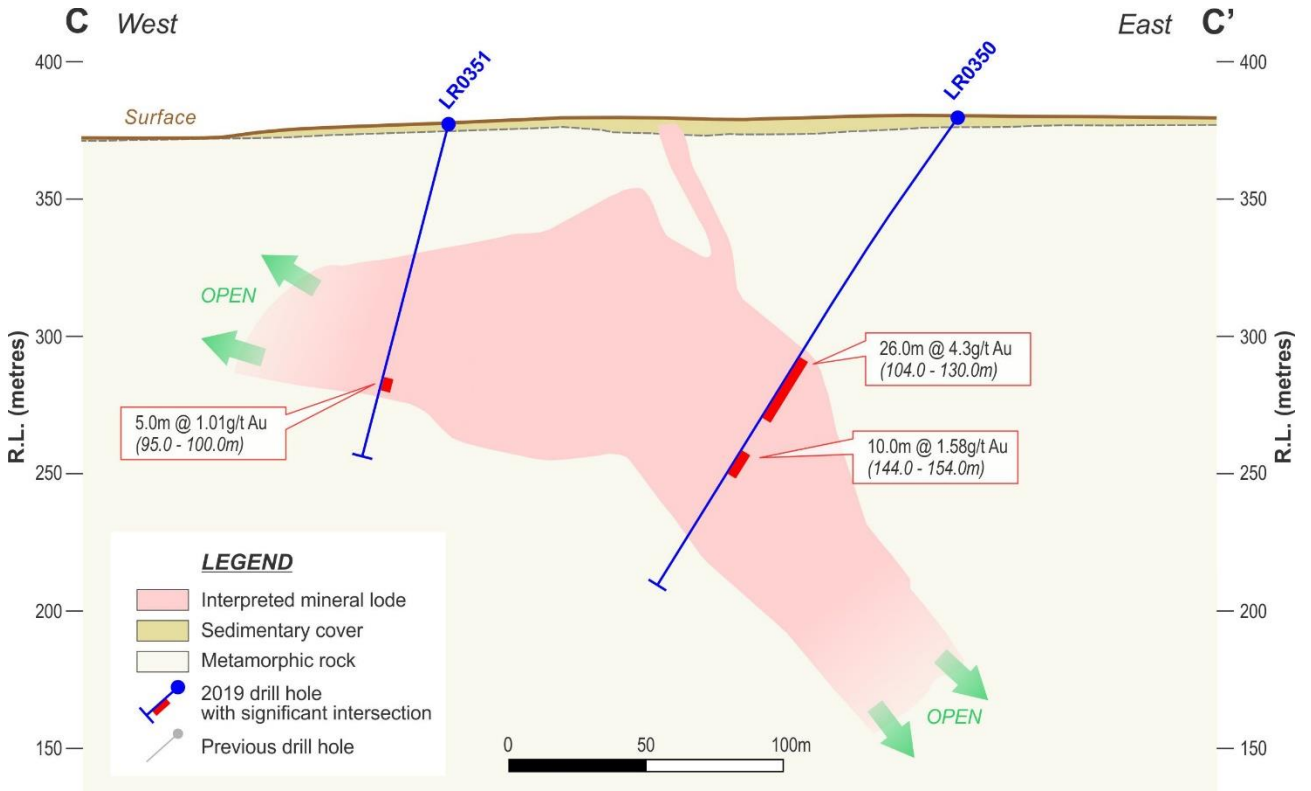 C West
East C’
400
400
LR0351
LR0350
Surface
350
350
OPEN
300
300
26.0m @ 4.3g/t Au
(104.0 - 130.0m)
5.0m @ 1.01g/t Au
(95.0 - 100.0m)
10.0m @ 1.58g/t Au
(144.0 - 154.0m)
R.L. (metres)
R.L. (metres)
250
250
LEGEND
Interpreted mineral lode
Sedimentary cover
Metamorphic rock
2019 drill hole
with significant intersection
Previous drill hole
200
200
OPEN
150
150
0 50 100m